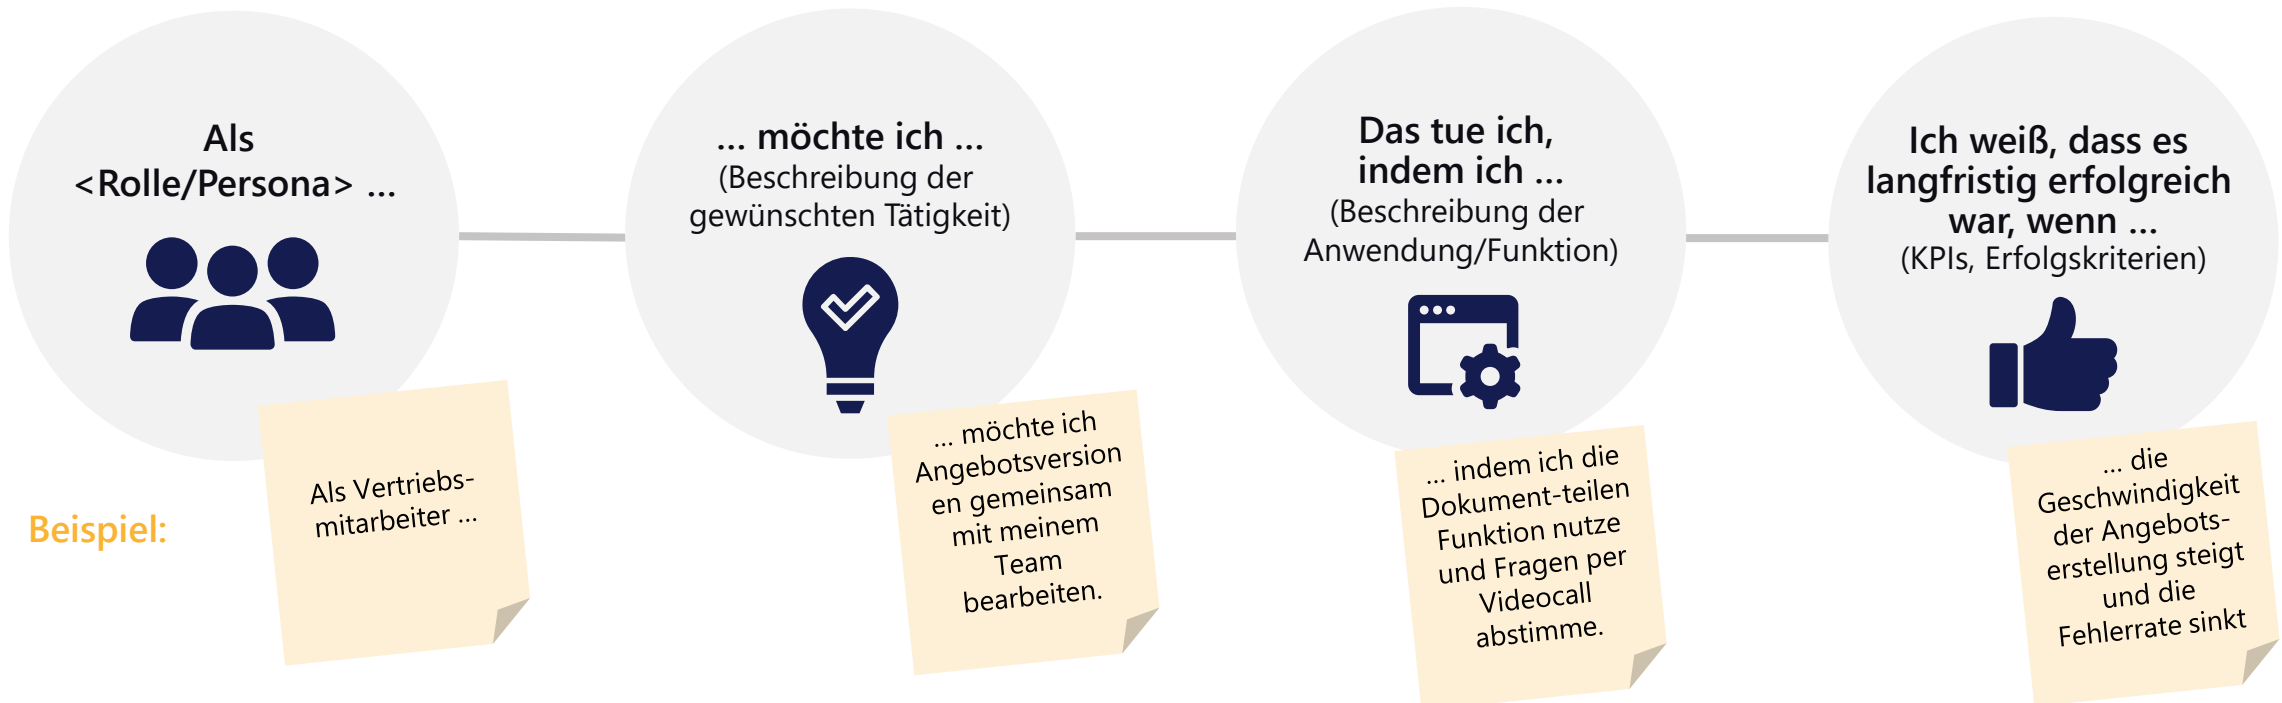 Als
<Rolle/Persona> ...
... möchte ich ...
(Beschreibung der
gewünschten Tätigkeit)
Das tue ich,
indem ich ...
(Beschreibung der
Anwendung/Funktion)
Ich weiß, dass es
langfristig erfolgreich
war, wenn ...
(KPIs, Erfolgskriterien)
Beispiel:
Als Vertriebs-
mitarbeiter ...
... möchte ich
Angebotsversion
en gemeinsam
mit meinem
Team
bearbeiten.
... indem ich die
Dokument-teilen
Funktion nutze
und Fragen per
Videocall
abstimme.
... die
Geschwindigkeit
der Angebots-
erstellung steigt
und die
Fehlerrate sinkt